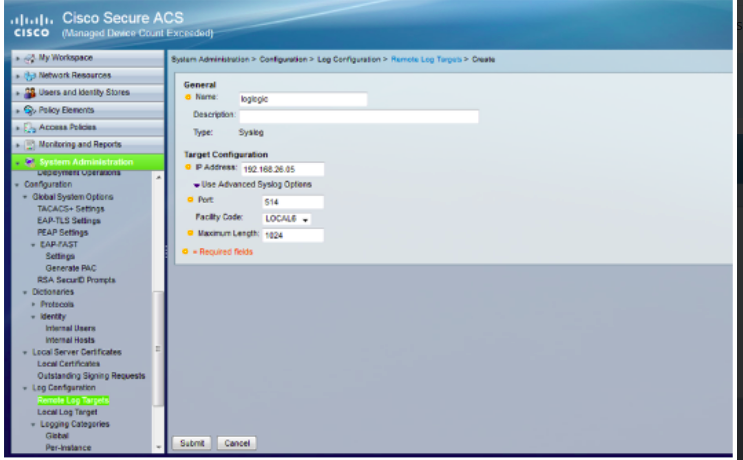 Cisco Secure ACS
CISCO (Managed Device Count Exceeded)
My Workspace
Network Resources
Users and Identity Stores
Policy Elements
Access Policies
Monitoring and Reports
System Administration
Deployment Operations
Configuration
Global System Options
TACACS+ Settings
EAP-TLS Settings
PEAP Settings
EAP-FAST
Settings
Generate PAC
RSA SecurID Prompts
Dictionaries
Protocols
Identity
Internal Users
Internal Hosts
Local Server Certificates
Local Certificates
Outstanding Signing Requests
Log Configuration
Remote Log Targets
Local Log Target
Logging Categories
Global
Per-Instance
System Administration > Configuration > Log Configuration > Remote Log Targets > Create
General
Name: loglogic
Description:
Type: Syslog
Target Configuration
IP Address: 192.168.26.85
Use Advanced Syslog Options
Port: 514
Facility Code: LOCAL6
Maximum Length: 1024
= Required fields
Submit Cancel